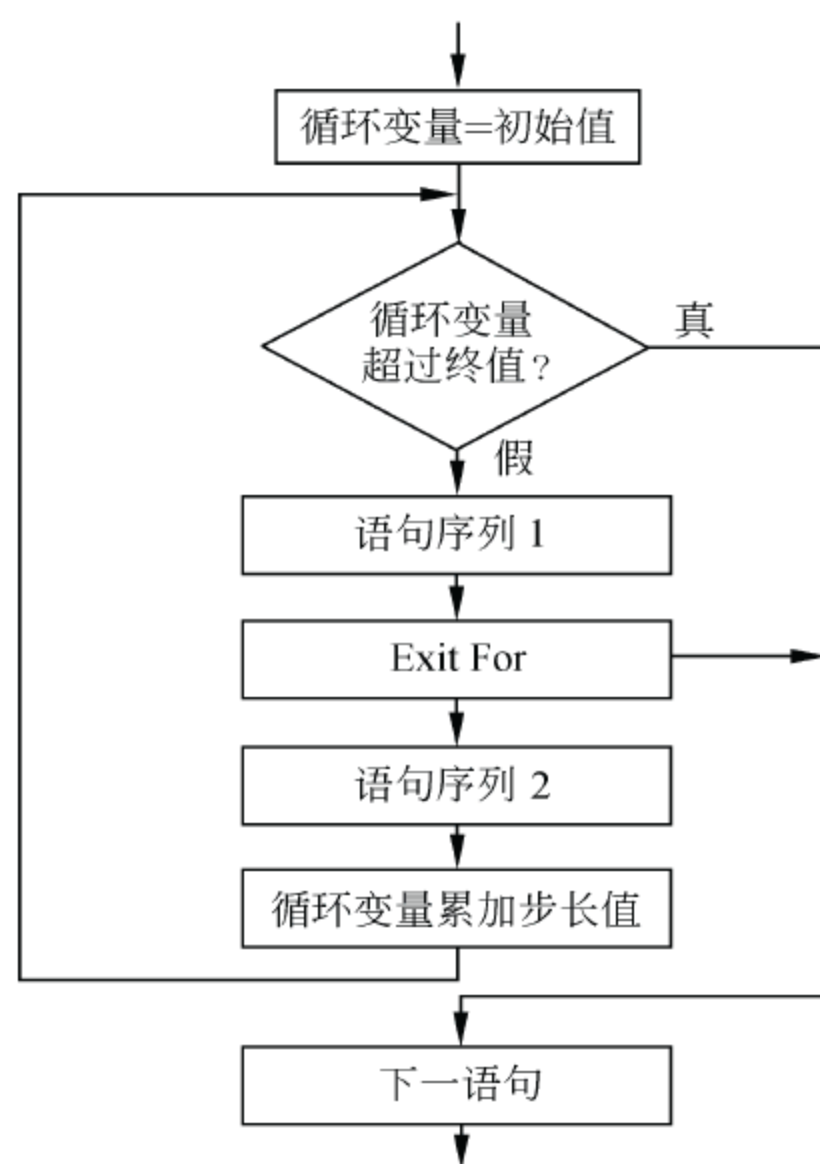 循环变量=初始值
循环变量
超过终值?
真
假
语句序列 1
Exit For
语句序列 2
循环变量累加步长值
下一语句